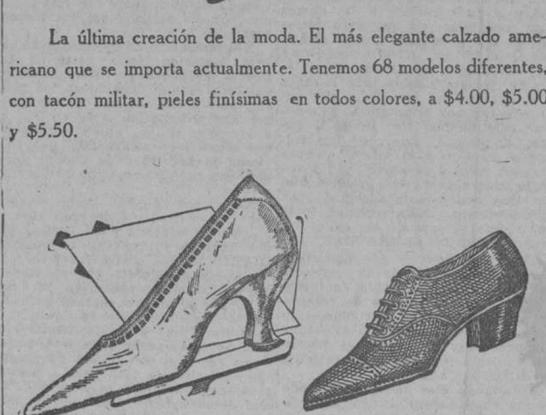 La última creación de la moda. El más elegante calzado ame-
ricano que se importa actualmente. Tenemos 68 modelos diferentes,
con tacón militar, pieles finísimas en todos colores, a $4.00, $5.00
y $5.50.